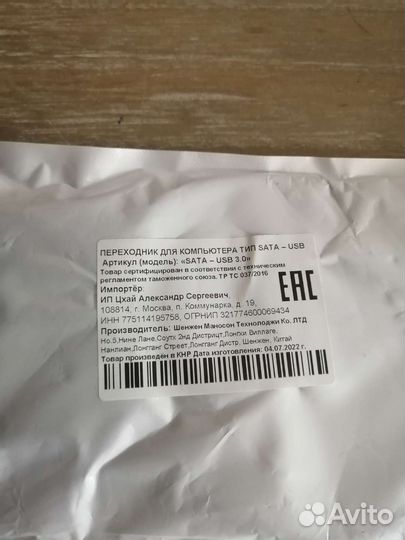 ПЕРЕХОДНИК ДЛЯ КОМПЬЮТЕРА ТИП SATA – USB
Артикул (модель): «SATA – USB 3.0»
Товар сертифицирован в соответствии с техническим
регламентом таможенного союза. ТР ТС 037/2016
Импортёр:
ИП Цхай Александр Сергеевич,
108814, г. Москва, п. Коммунарка, д. 19,
ИНН 775114195758, ОГРНИП 321774600069434
Производитель: Шенжен Маносон Технолоджи Ко. ЛТД
Но.5,Нине Лане,Соутх 2нд Дистрицт,Лонгхи Виллаге,
Нанлиан,Лонгганг Стреет,Лонгганг Дистр, Шенжен, Китай
Товар произведён в КНР Дата изготовления: 04.07.2022 г.
EAC
Avito